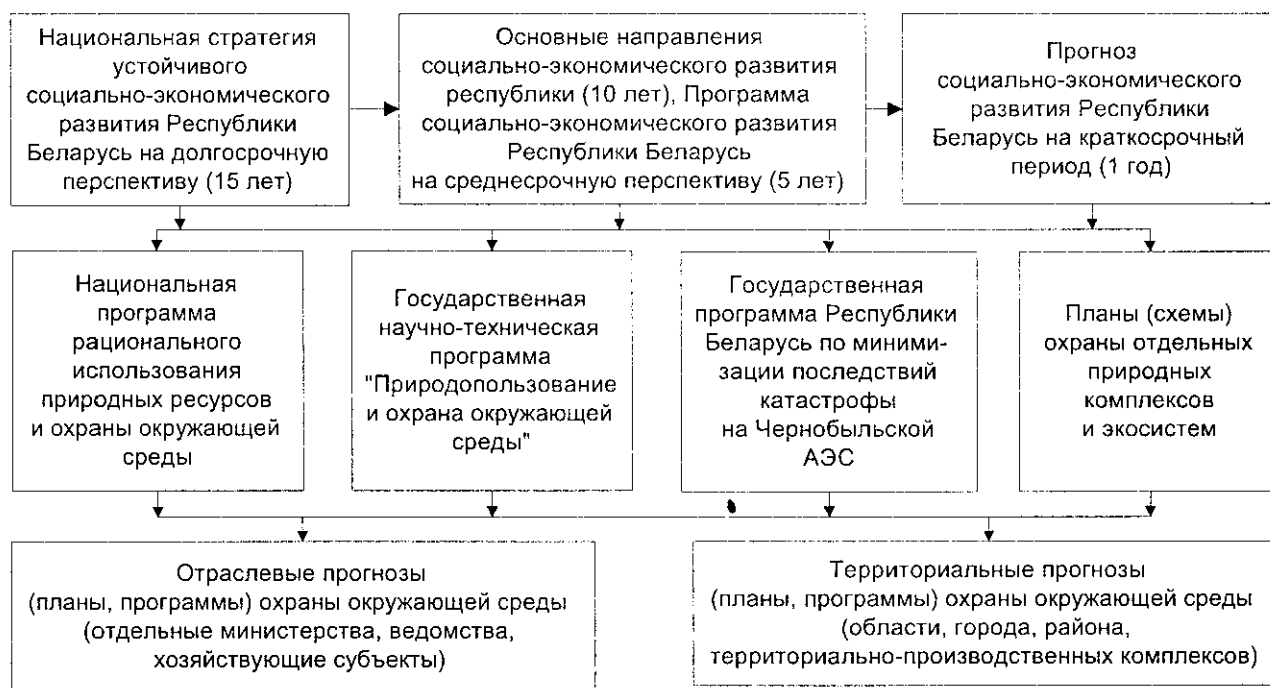 Национальная стратегия
устойчивого
социально-экономического
развития Республики
Беларусь на долгосрочную
перспективу (15 лет)
Основные направления
социально-экономического развития
республики (10 лет), Программа
социально-экономического развития
Республики Беларусь
на среднесрочную перспективу (5 лет)
Прогноз
социально-экономического
развития Республики
Беларусь на краткосрочный
период (1 год)
Национальная
программа
рационального
использования
природных ресурсов
и охраны окружающей
среды
Государственная
научно-техническая
программа
"Природопользование
и охрана окружающей
среды"
Государственная
программа Республики
Беларусь по миними-
зации последствий
катастрофы
на Чернобыльской
АЭС
Планы (схемы)
охраны отдельных
природных
комплексов
и экосистем
Отраслевые прогнозы
(планы, программы) охраны окружающей среды
(отдельные министерства, ведомства,
хозяйствующие субъекты)
Территориальные прогнозы
(планы, программы) охраны окружающей среды
(области, города, района,
территориально-производственных комплексов)